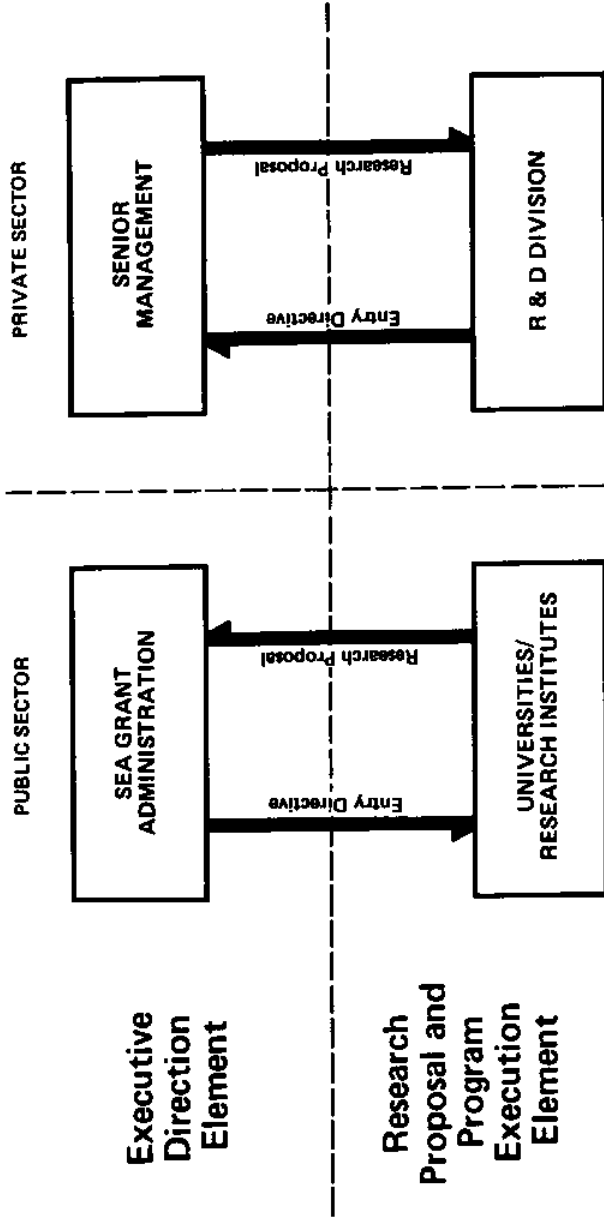 PUBLIC SECTOR
PRIVATE SECTOR
Executive
Direction
Element
SEA GRANT
ADMINISTRATION
SENIOR
MANAGEMENT
Entry Directive
Research Proposal
Entry Directive
Research Proposal
Research
Proposal and
Program
Execution
Element
UNIVERSITIES/
RESEARCH INSTITUTES
R & D DIVISION